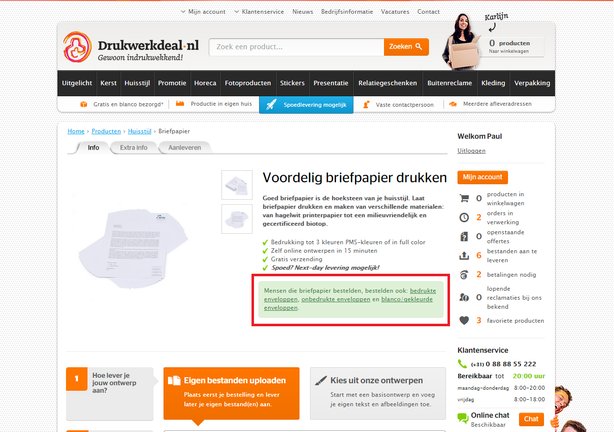 Mijn account Klantenservice Nieuws Bedrijfsinformatie Vacatures Contact
Karlijn
Drukwerkdeal.nl
Gewoon indrukwekkend!
Zoek een product...
Zoeken
0 producten
Naar winkelwagen
Uitgelicht Kerst Huisstijl Promotie Horeca Fotoproducten Stickers Presentatie Relatiegeschenken Buitenreclame Kleding Verpakking
Gratis en blanco bezorgd* Productie in eigen huis Spoedlevering mogelijk Vaste contactpersoon Meerdere afleveradressen
Home Producten Huisstijl Briefpapier
Info Extra info Aanleveren
Voordelig briefpapier drukken
Goed briefpapier is de hoeksteen van je huisstijl. Laat
briefpapier drukken en maken van verschillende materialen:
van hagelwit printerpapier tot een milieuvriendelijk en
gecertificeerd biotop.
Bedrukking tot 3 kleuren PMS-kleuren of in full color
Zelf online ontwerpen in 15 minuten
Gratis verzending
Spoed? Next-day levering mogelijk!
Mensen die briefpapier bestelden, bestelden ook: bedrukte
enveloppen, onbedrukte enveloppen en blanco/gekleurde
enveloppen.
1
Hoe lever je
jouw ontwerp
aan?
Eigen bestanden uploaden
Plaats eerst je bestelling en lever
later je eigen bestand(en) aan.
Kies uit onze ontwerpen
Start met een basisontwerp en voeg
je eigen tekst en afbeeldingen toe.
Welkom Paul
Uitloggen
Mijn account
0 producten in
winkelwagen
2 orders in
verwerking
0 openstaande
offertes
6 bestanden aan te
leveren
2 betalingen nodig
0 lopende
reclamaties bij ons
bekend
3 favoriete producten
Klantenservice
(+31) 0 88 88 55 222
Bereikbaar tot 20:00 uur
maandag-donderdag 8:00-20:00
vrijdag 8:00-18:00
Online chat
Beschikbaar
Chat